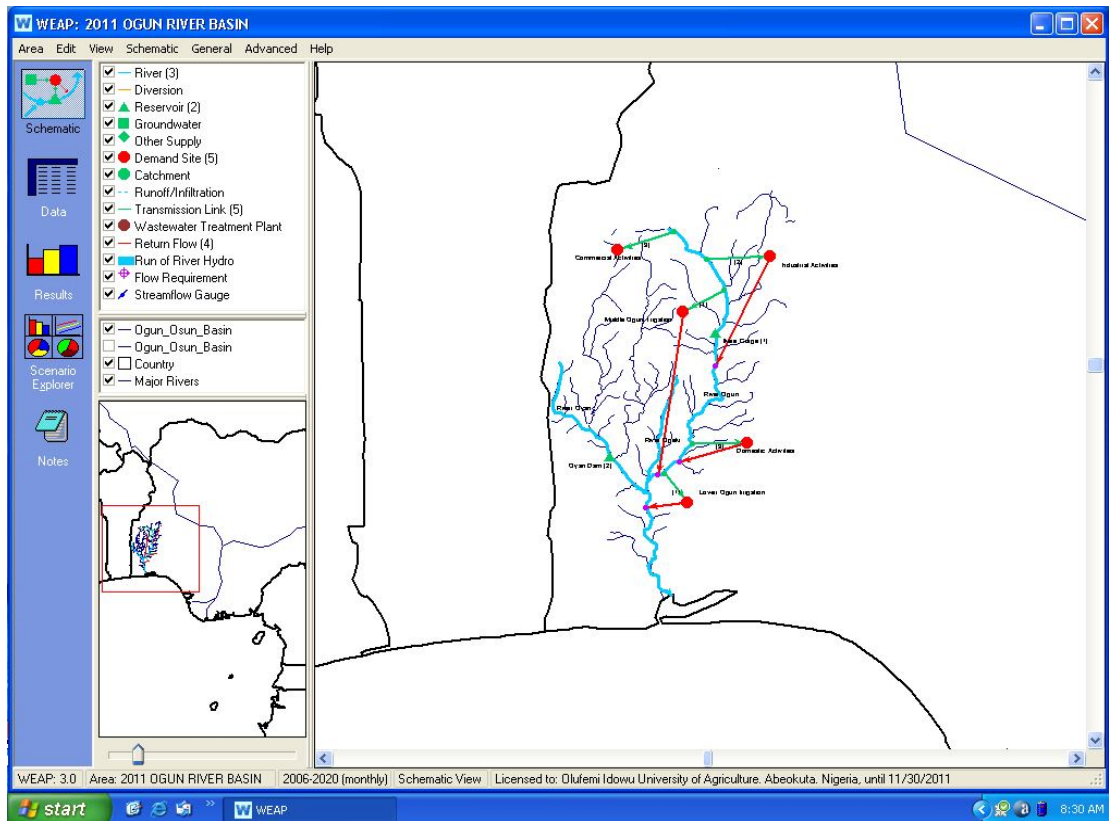 WEAP: 2011 OGUN RIVER BASIN
Area Edit View Schematic General Advanced Help
Schematic
Data
Results
Scenario
Explorer
Notes
River (3)
Diversion
Reservoir (2)
Groundwater
Other Supply
Demand Site (5)
Catchment
Runoff/Infiltration
Transmission Link (5)
Wastewater Treatment Plant
Return Flow (4)
Run of River Hydro
Flow Requirement
Streamflow Gauge
Ogun_Osun_Basin
Ogun_Osun_Basin
Country
Major Rivers
Commercial Activities
Industrial Activities
Middle Ogun Irrigation
Gorge (1)
River Ogun
River Oyan
River
Domestic Activities
Oyan Dam (2)
Lower Ogun Irrigation
WEAP: 3.0 Area: 2011 OGUN RIVER BASIN 2006-2020 (monthly) Schematic View Licensed to: Olufemi Idowu University of Agriculture. Abeokuta. Nigeria, until 11/30/2011
start WEAP 8:30 AM